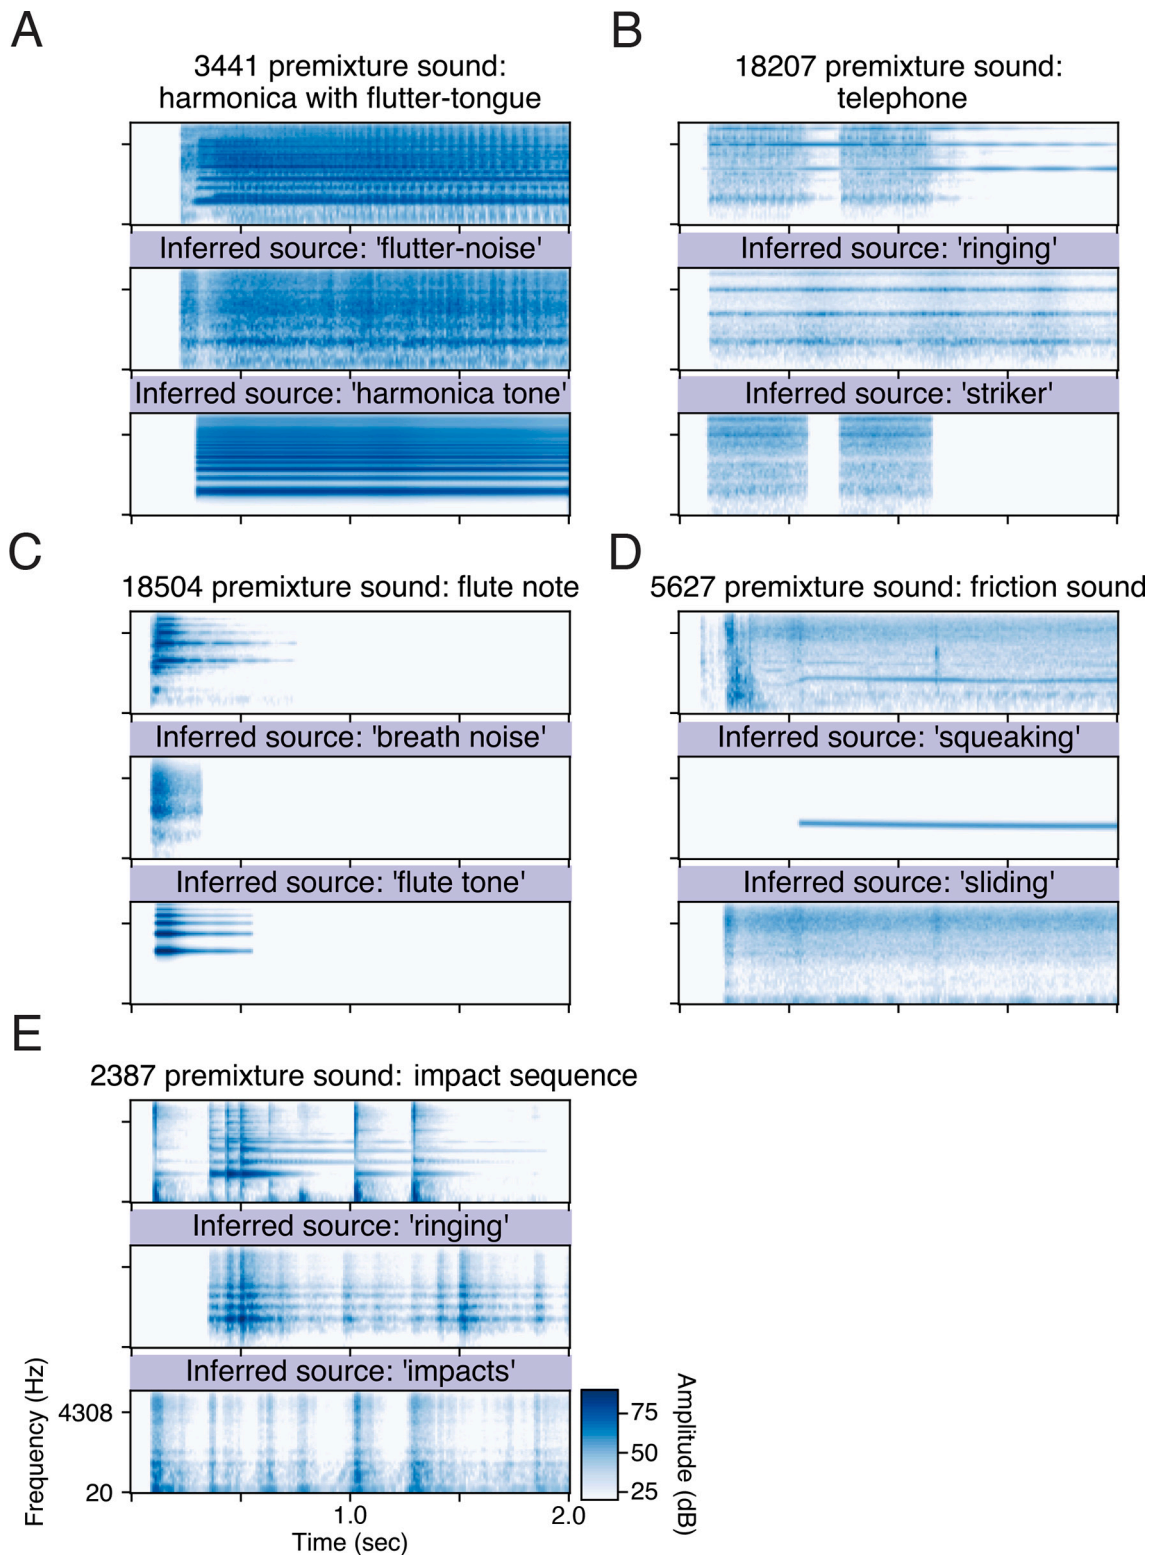 A
3441 premixture sound:
harmonica with flutter-tongue
Inferred source: 'flutter-noise'
Inferred source: 'harmonica tone'
B
18207 premixture sound:
telephone
Inferred source: 'ringing'
Inferred source: 'striker'
C
18504 premixture sound: flute note
Inferred source: 'breath noise'
Inferred source: 'flute tone'
D
5627 premixture sound: friction sound
Inferred source: 'squeaking'
Inferred source: 'sliding'
E
2387 premixture sound: impact sequence
Inferred source: 'ringing'
Inferred source: 'impacts'
Frequency (Hz)
4308
20
1.0
2.0
Time (sec)
75
50
25
Amplitude (dB)